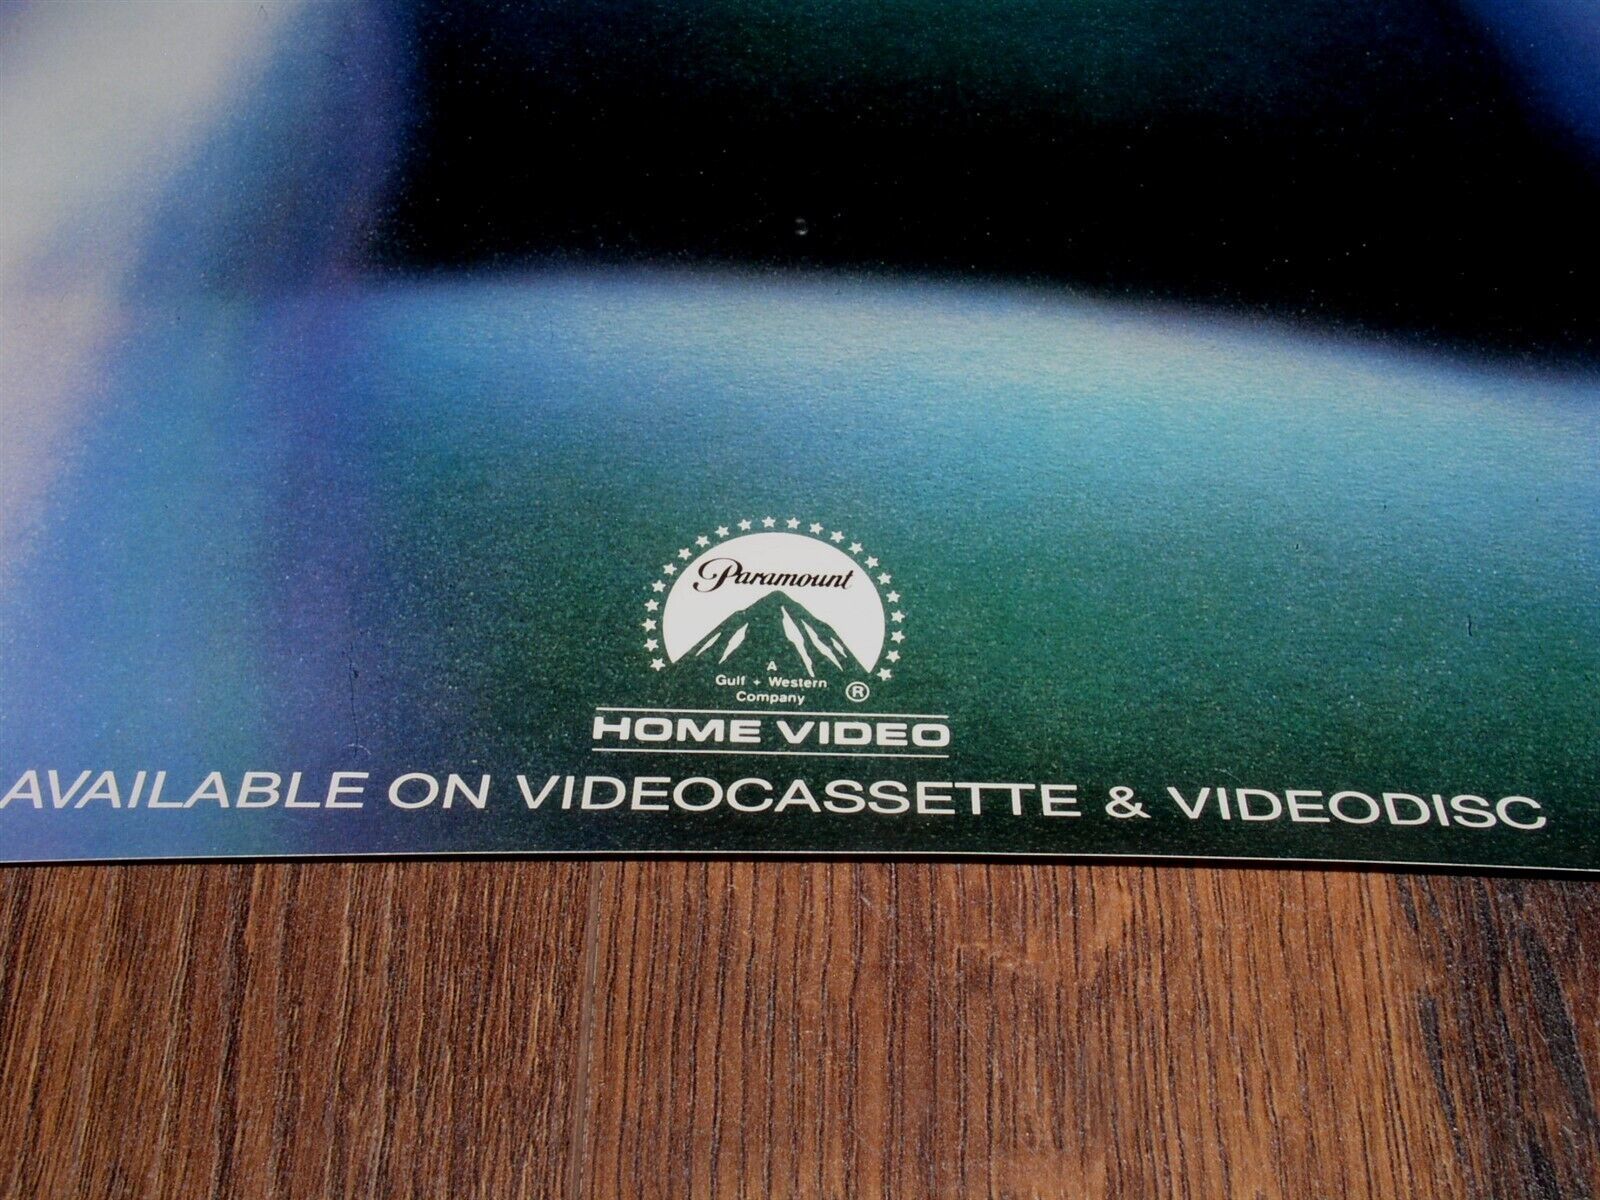 Paramount
A
Gulf + Western
Company ®
HOME VIDEO
AVAILABLE ON VIDEOCASSETTE & VIDEODISC